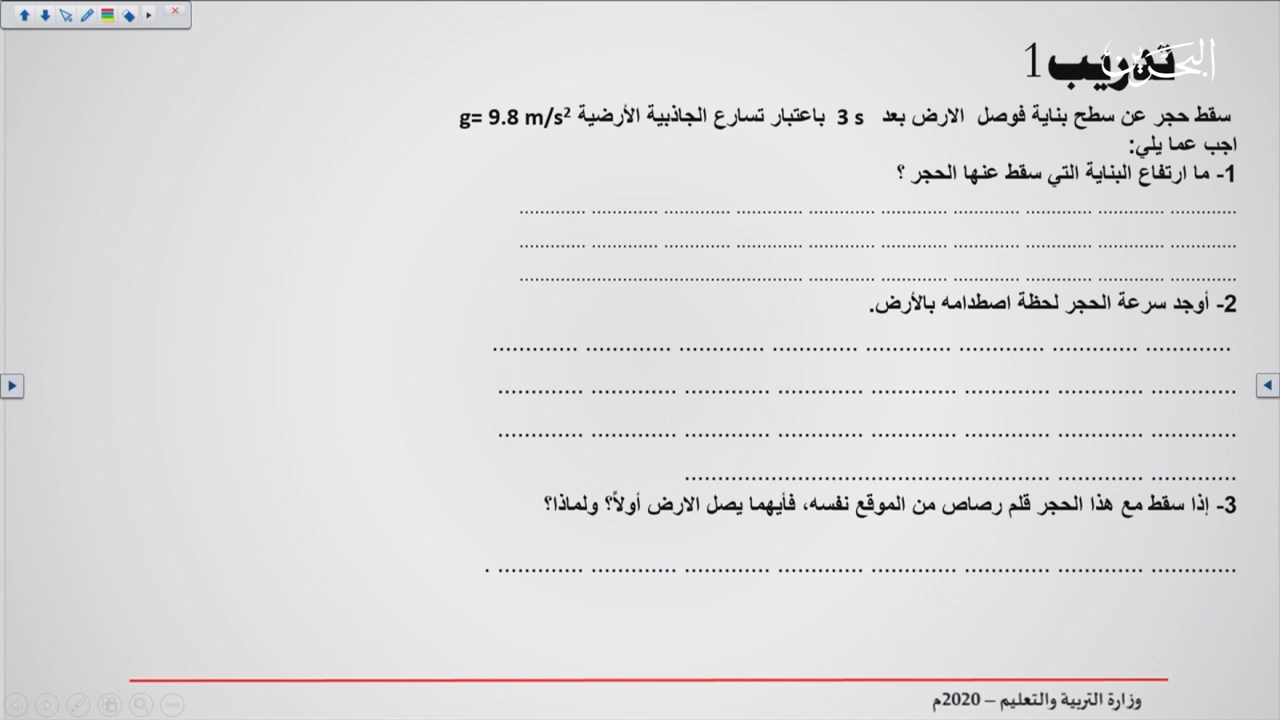 البحرين
تدريب 1
سقط حجر عن سطح بناية فوصل الارض بعد 3 s باعتبار تسارع الجاذبية الأرضية g= 9.8 m/s²
اجب عما يلي:
1- ما ارتفاع البناية التي سقط عنها الحجر ؟
2- أوجد سرعة الحجر لحظة اصطدامه بالأرض.
3- إذا سقط مع هذا الحجر قلم رصاص من الموقع نفسه، فأيهما يصل الارض أولاً؟ ولماذا؟
وزارة التربية والتعليم – 2020م